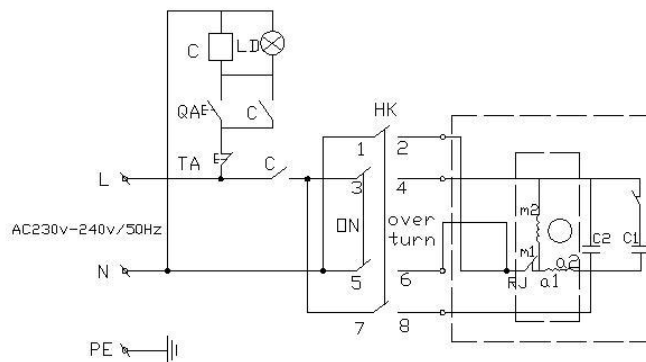 C
LD
QA
C
HK
1
2
TA
C
L
3
4
m2
AC230v-240v/50Hz
ON
over
turn
C2
C1
m1
a2
N
5
6
RJ
a1
7
8
PE